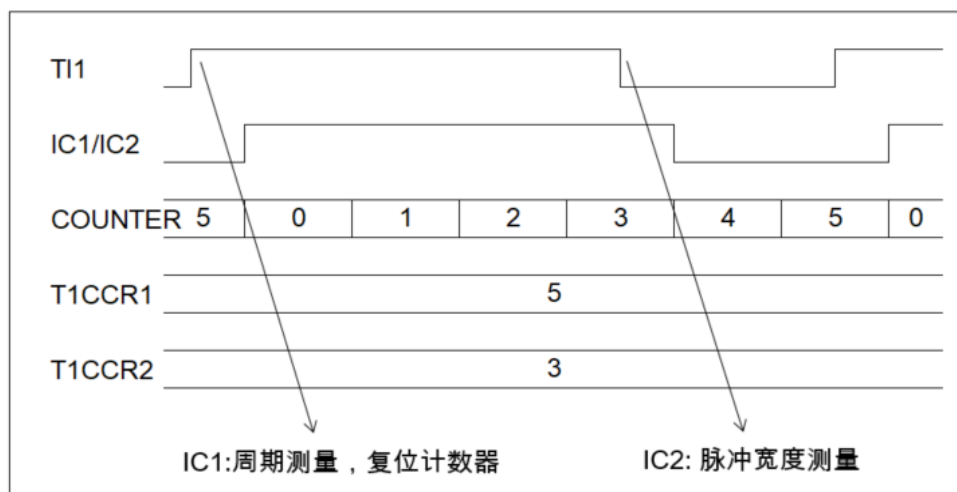 TI1
IC1/IC2
COUNTER 5 0 1 2 3 4 5 0
T1CCR1 5
T1CCR2 3
IC1:周期测量，复位计数器 IC2: 脉冲宽度测量